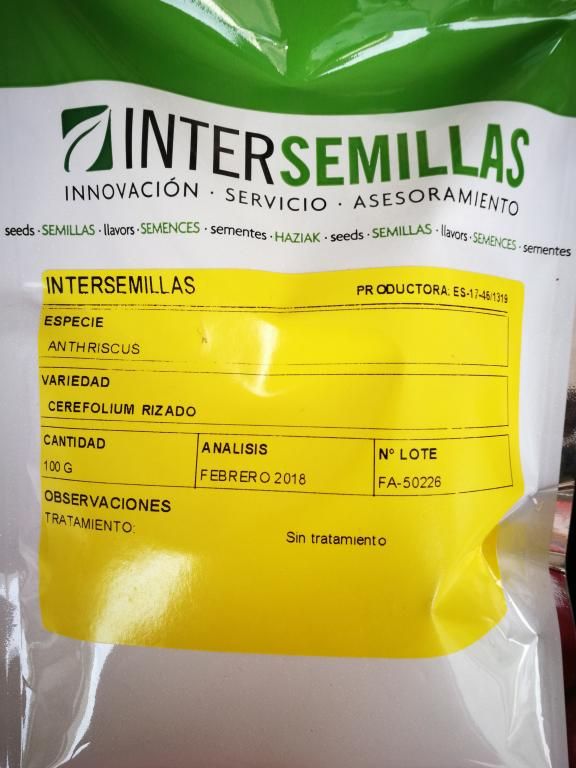 INTERSEMILLAS
INNOVACIÓN · SERVICIO · ASESORAMIENTO
seeds · SEMILLAS · llavors · SEMENCES · sementes · HAZIAK · seeds · SEMILLAS · llavors · SEMENCES · sementes
INTERSEMILLAS PRODUCTORA: ES-17-46/1319
ESPECIE
ANTHRISCUS
VARIEDAD
CEREFOLIUM RIZADO
CANTIDAD ANALISIS Nº LOTE
100 G FEBRERO 2018 FA-50226
OBSERVACIONES
TRATAMIENTO: Sin tratamiento